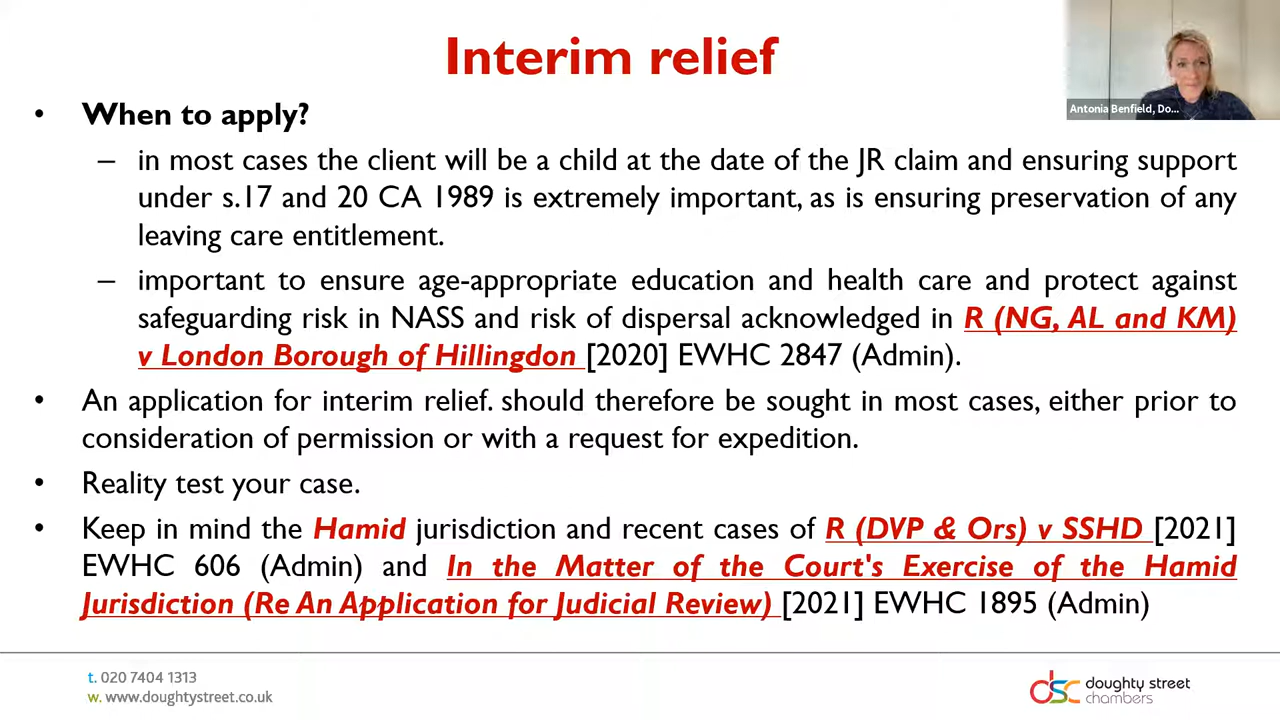 Interim relief
Antonia Benfield, Do...
• When to apply?
– in most cases the client will be a child at the date of the JR claim and ensuring support
under s.17 and 20 CA 1989 is extremely important, as is ensuring preservation of any
leaving care entitlement.
– important to ensure age-appropriate education and health care and protect against
safeguarding risk in NASS and risk of dispersal acknowledged in R (NG, AL and KM)
v London Borough of Hillingdon [2020] EWHC 2847 (Admin).
• An application for interim relief. should therefore be sought in most cases, either prior to
consideration of permission or with a request for expedition.
• Reality test your case.
• Keep in mind the Hamid jurisdiction and recent cases of R (DVP & Ors) v SSHD [2021]
EWHC 606 (Admin) and In the Matter of the Court's Exercise of the Hamid
Jurisdiction (Re An Application for Judicial Review) [2021] EWHC 1895 (Admin)
t. 020 7404 1313
w. www.doughtystreet.co.uk
dsc doughty street
chambers